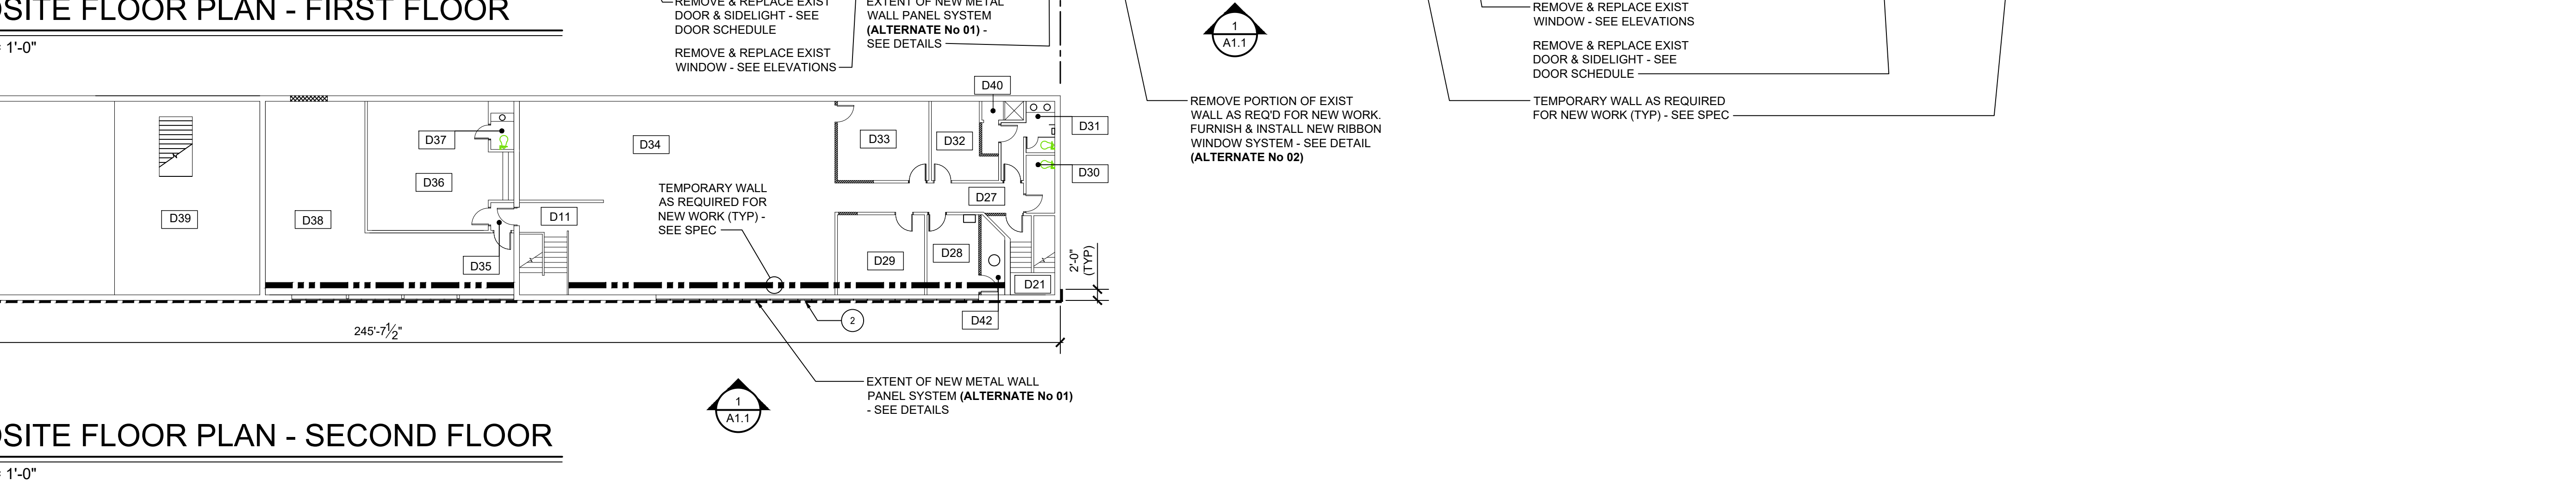 OSITE FLOOR PLAN - FIRST FLOOR
= 1'-0"
REMOVE & REPLACE EXIST
DOOR & SIDELIGHT - SEE
DOOR SCHEDULE
REMOVE & REPLACE EXIST
WINDOW - SEE ELEVATIONS
EXTENT OF NEW METAL
WALL PANEL SYSTEM
(ALTERNATE No 01) -
SEE DETAILS
1
A1.1
REMOVE & REPLACE EXIST
WINDOW - SEE ELEVATIONS
REMOVE & REPLACE EXIST
DOOR & SIDELIGHT - SEE
DOOR SCHEDULE
TEMPORARY WALL AS REQUIRED
FOR NEW WORK (TYP) - SEE SPEC
REMOVE PORTION OF EXIST
WALL AS REQ'D FOR NEW WORK.
FURNISH & INSTALL NEW RIBBON
WINDOW SYSTEM - SEE DETAIL
(ALTERNATE No 02)
D40
D31
D37
D34
D33
D32
D30
D36
D27
D39
D38
D11
TEMPORARY WALL
AS REQUIRED FOR
NEW WORK (TYP) -
SEE SPEC
D35
D29
D28
D21
2'-0"
(TYP)
D42
2
245'-7 1/2"
EXTENT OF NEW METAL WALL
PANEL SYSTEM (ALTERNATE No 01)
- SEE DETAILS
1
A1.1
OSITE FLOOR PLAN - SECOND FLOOR
= 1'-0"